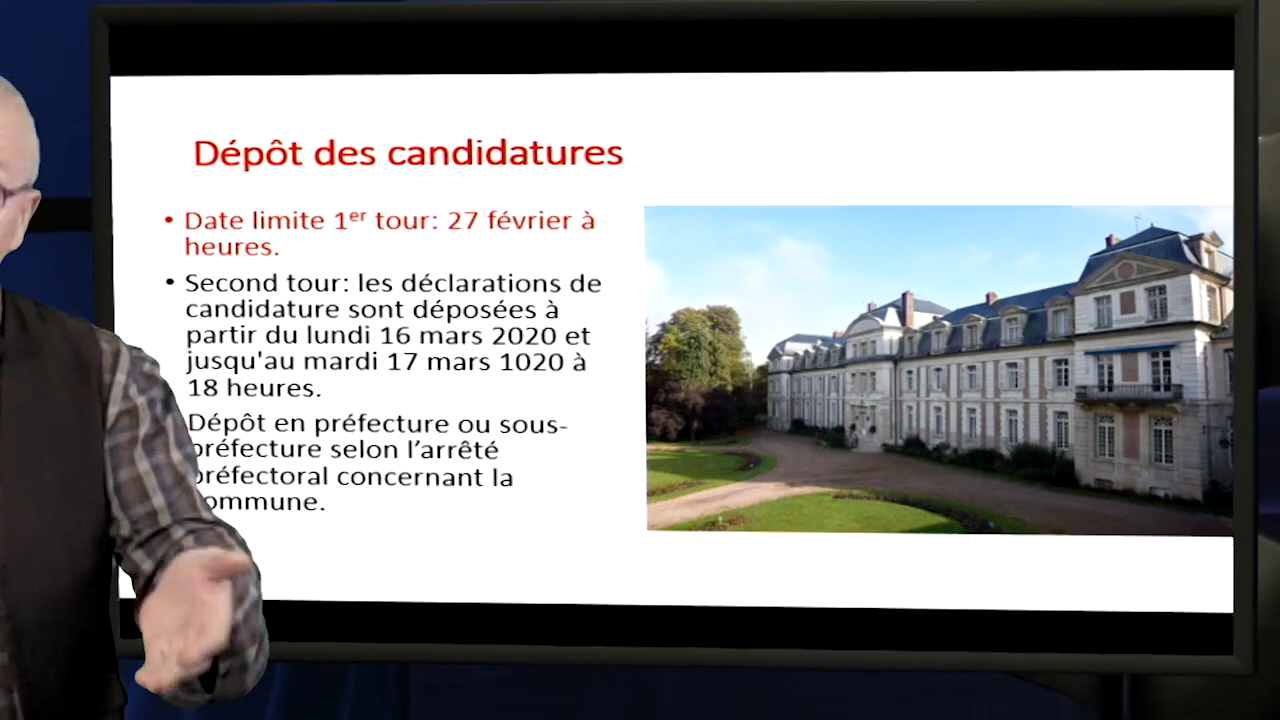 Dépôt des candidatures
• Date limite 1er tour: 27 février à
heures.
• Second tour: les déclarations de
candidature sont déposées à
partir du lundi 16 mars 2020 et
jusqu'au mardi 17 mars 1020 à
18 heures.
Dépôt en préfecture ou sous-
préfecture selon l’arrêté
préfectoral concernant la
commune.